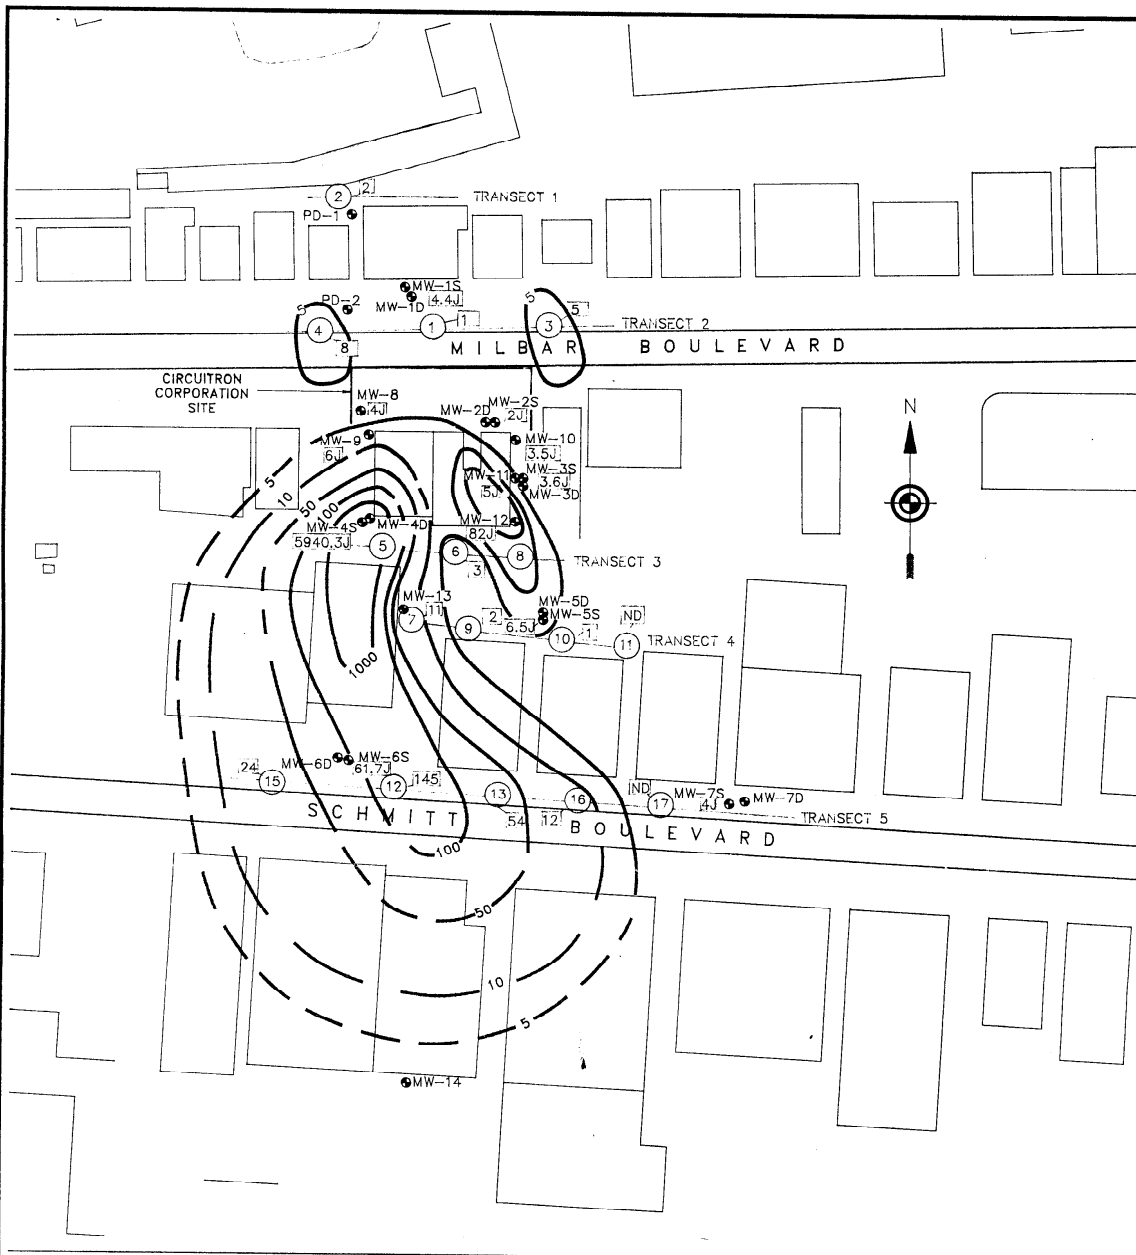 2
2
TRANSECT 1
PD-1
MW-1S
4.4J
MW-1D
PD-2
5
5
5
4
8
1
1
3
TRANSECT 2
MILBAR BOULEVARD
CIRCUITRON
CORPORATION
SITE
MW-8
4J
MW-2D
MW-2S
2J
N
MW-9
6J
MW-10
3.5J
MW-11
5J
MW-3S
3.6J
MW-3D
5
10
50
100
MW-4S
MW-4D
5940.3J
MW-12
82J
5
6
3
8
TRANSECT 3
MW-13
11
7
9
2
MW-5D
MW-5S
6.5J
10
1
ND
11
TRANSECT 4
1000
24
15
MW-6D
MW-6S
61.7J
12
145
13
54
16
12
ND
17
MW-7S
4J
MW-7D
TRANSECT 5
SCHMITT BOULEVARD
100
50
10
5
MW-14